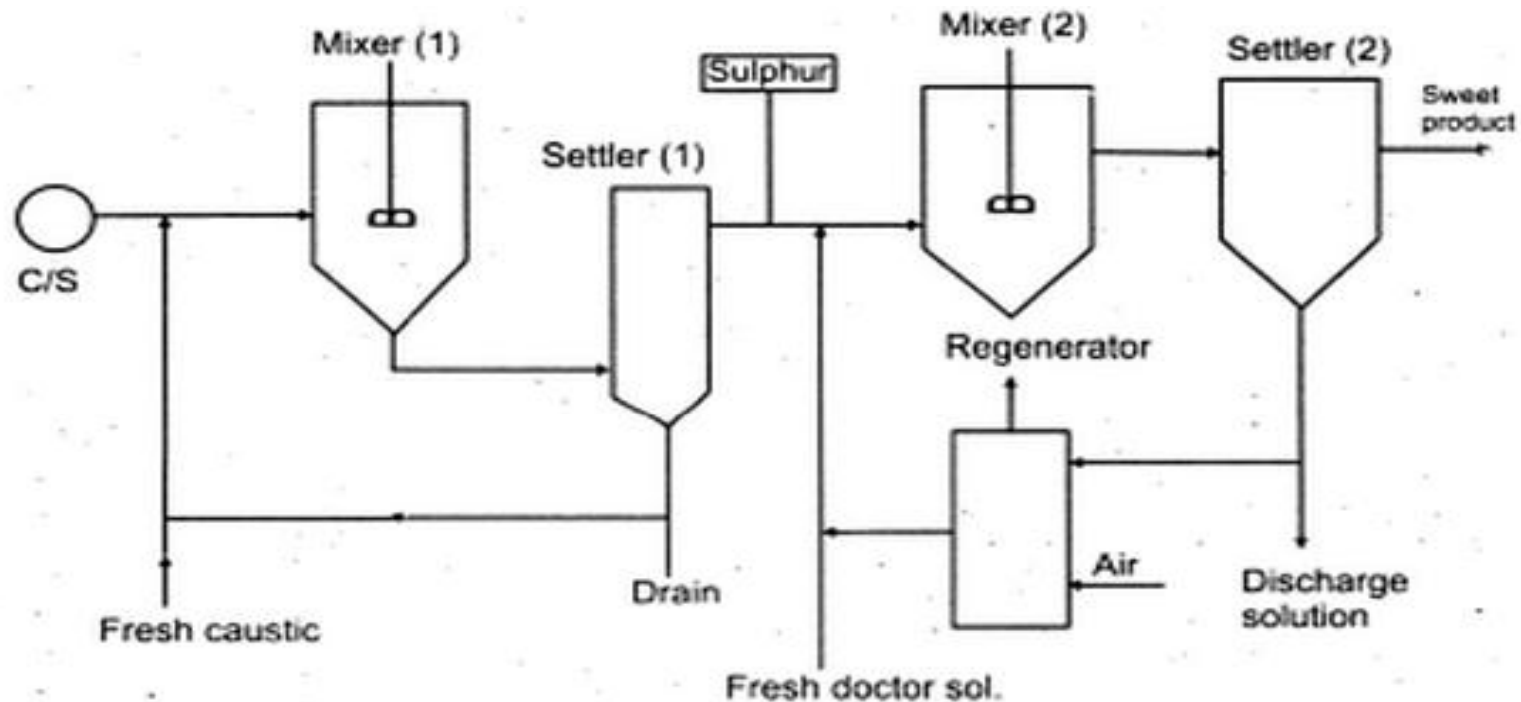 Mixer (1)
Sulphur
Mixer (2)
Settler (2)
Sweet
product
Settler (1)
C/S
Regenerator
Air
Drain
Discharge
solution
Fresh caustic
Fresh doctor sol.